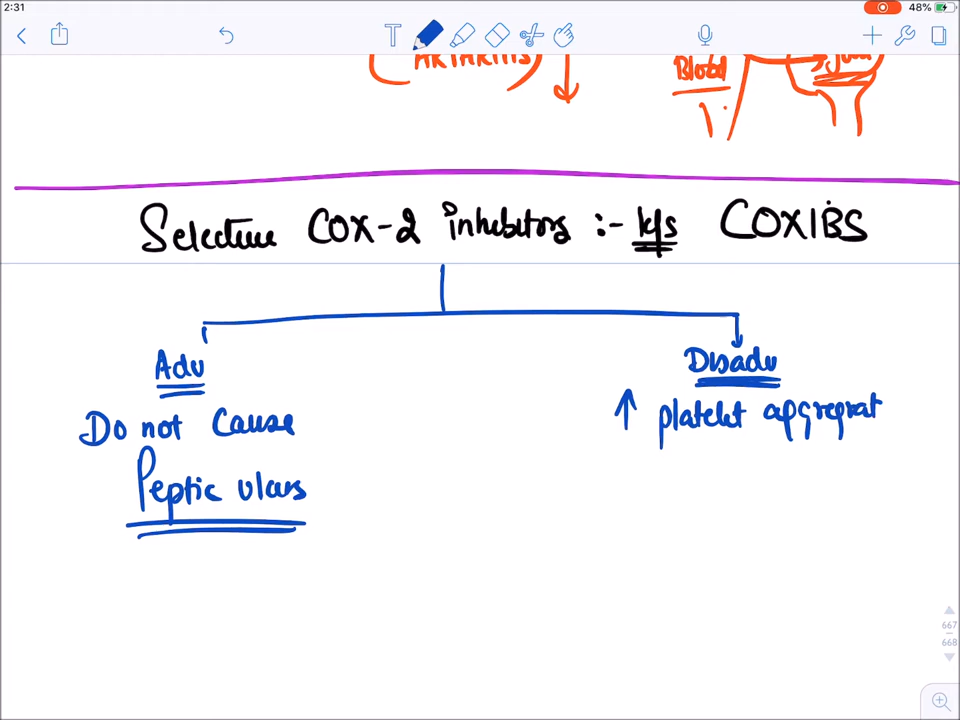 2:31
48%
T
ARTHRITIS
Blood
Selective COX-2 inhibitors :- k/s COXIBS
Adv
Disadv
Do not cause
Peptic ulcers
↑ platelet aggregrat
667
668